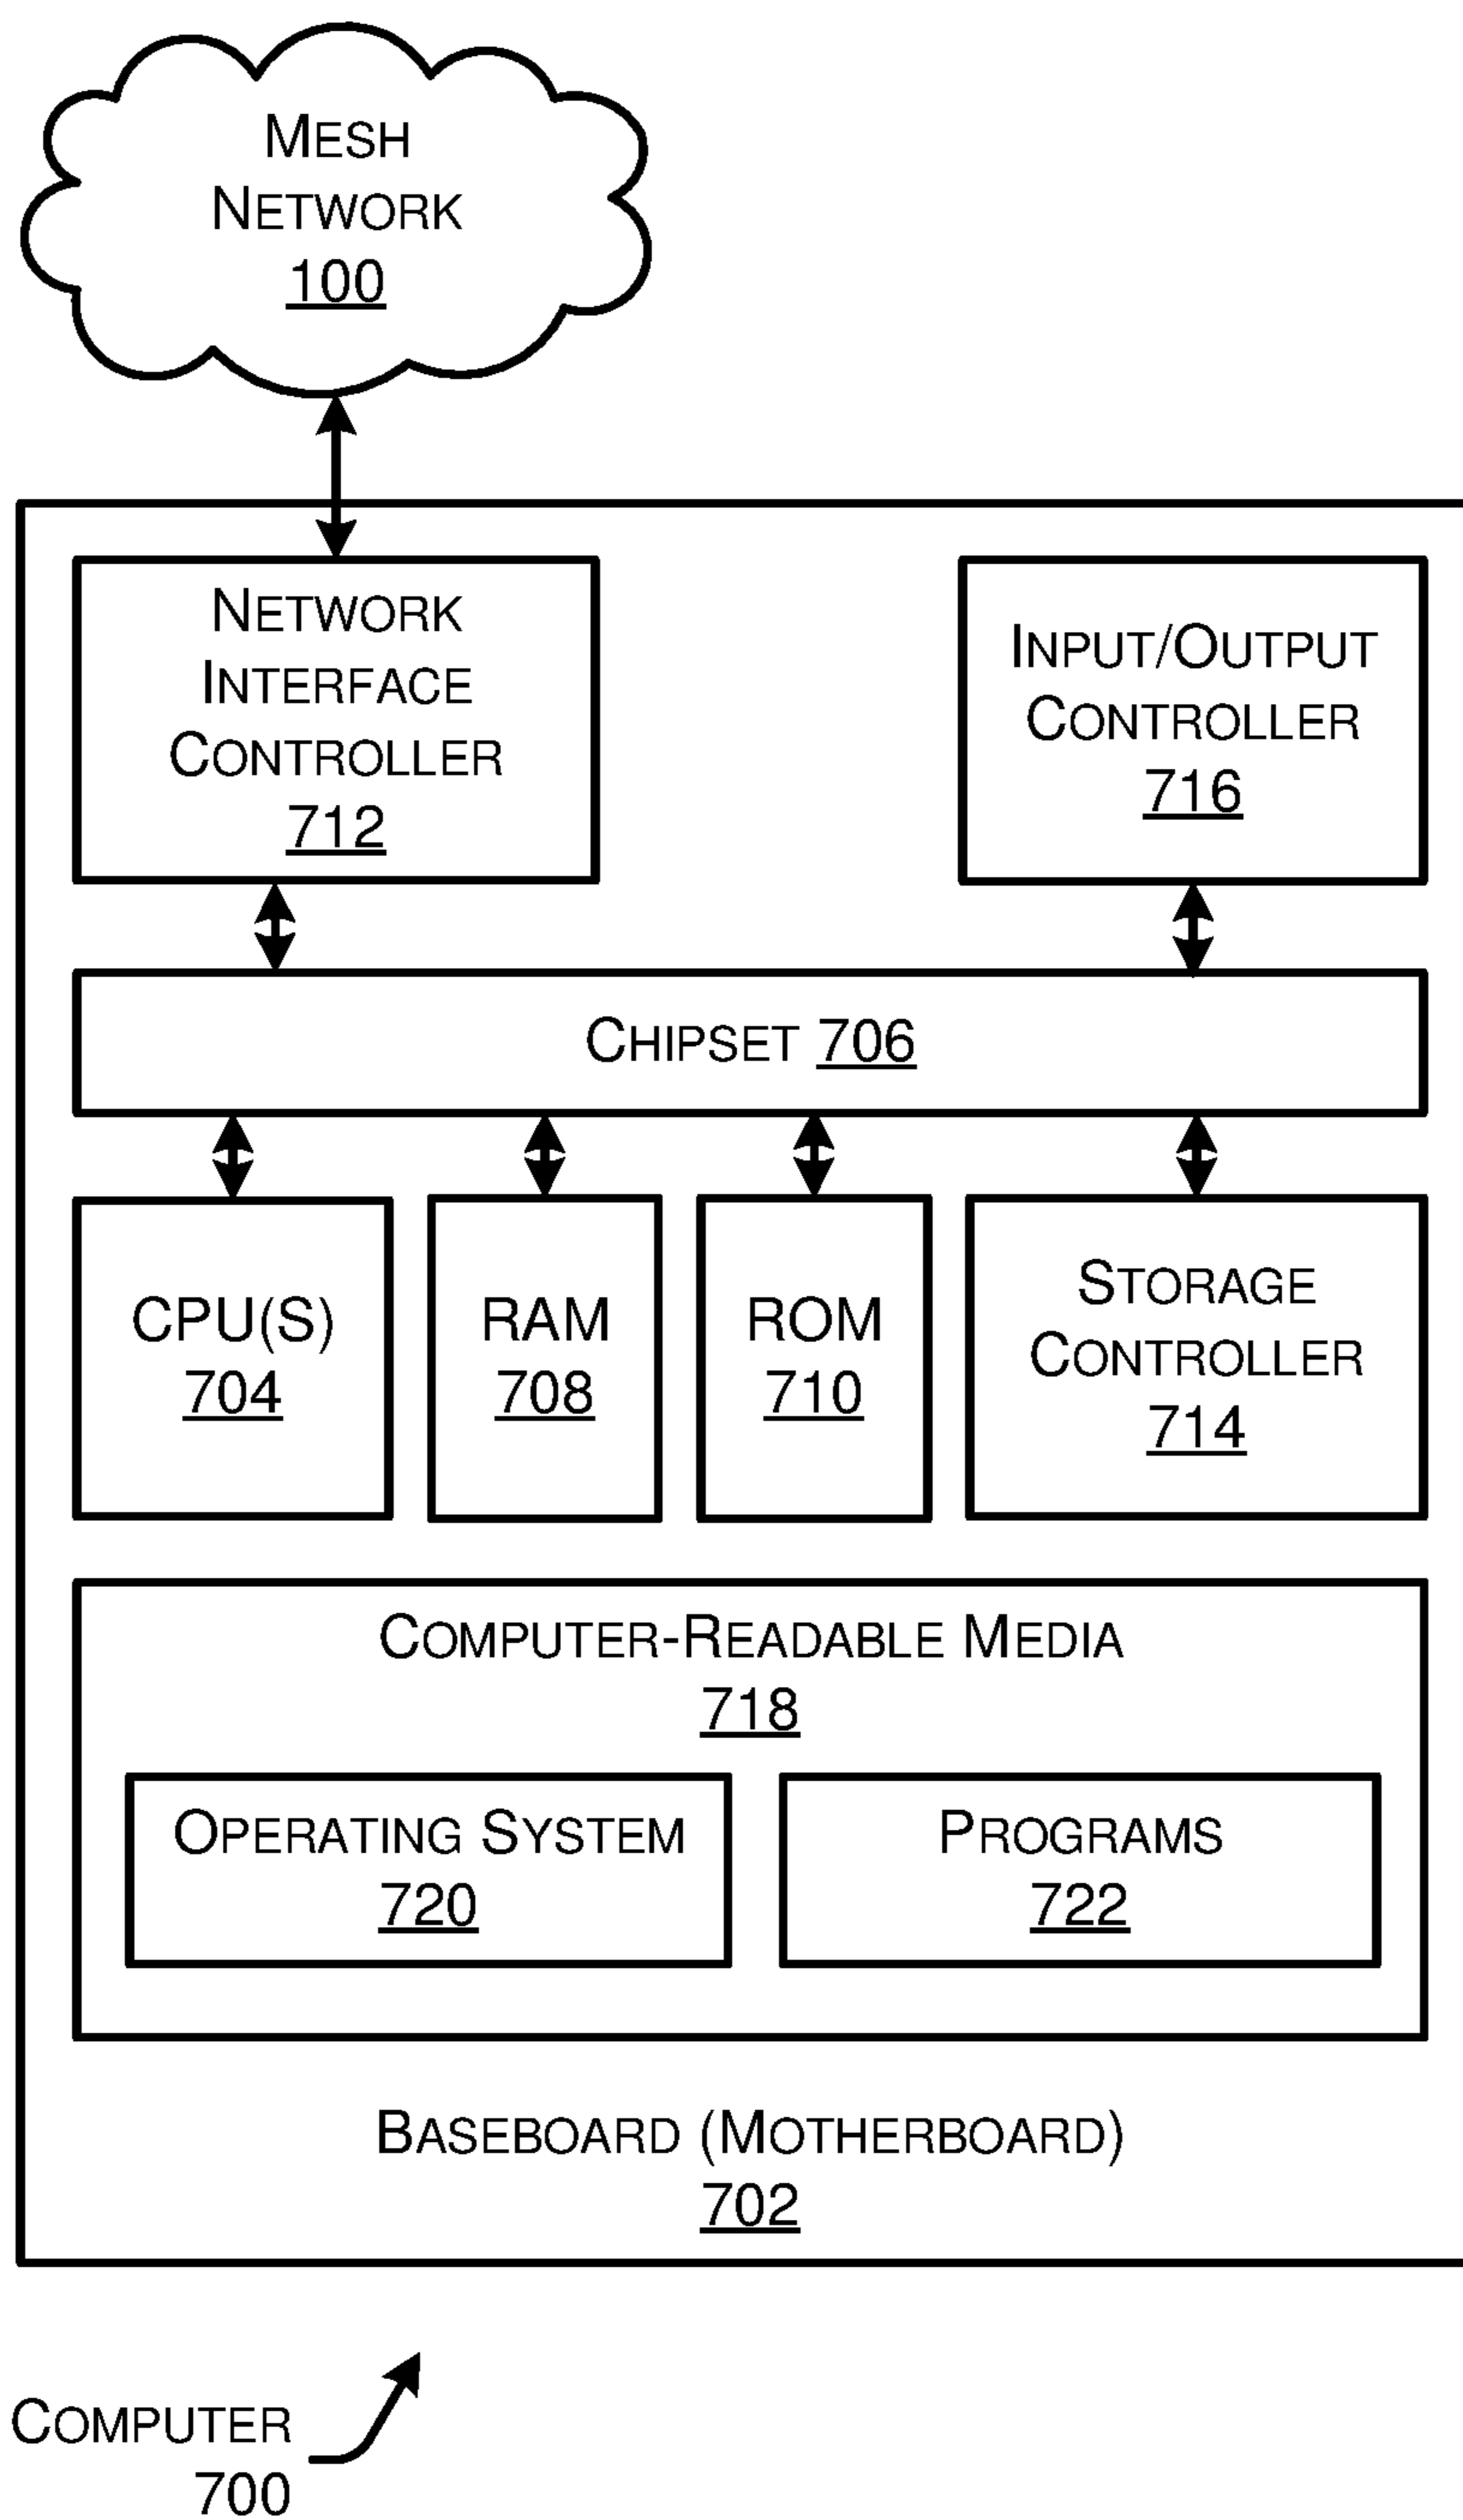 MESH
NETWORK
100
NETWORK
INTERFACE
CONTROLLER
712
INPUT/OUTPUT
CONTROLLER
716
CHIPSET 706
CPU(S)
704
RAM
708
ROM
710
STORAGE
CONTROLLER
714
COMPUTER-READABLE MEDIA
718
OPERATING SYSTEM
720
PROGRAMS
722
BASEBOARD (MOTHERBOARD)
702
COMPUTER
700